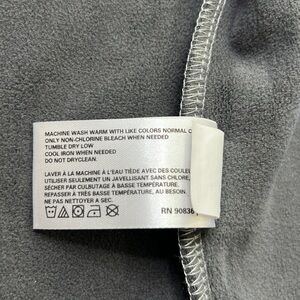 MACHINE WASH WARM WITH LIKE COLORS NORMAL C
ONLY NON-CHLORINE BLEACH WHEN NEEDED
TUMBLE DRY LOW
COOL IRON WHEN NEEDED
DO NOT DRYCLEAN.
LAVER À LA MACHINE À L'EAU TIÈDE AVEC DES COULEU
UTILISER SEULEMENT UN JAVELLISANT SANS CHLORE,
SÉCHER PAR CULBUTAGE À BASSE TEMPÉRATURE.
REPASSER À TRÈS BASSE TEMPÉRATURE, AU BESOIN.
NE PAS NETTOYER A SEC.
RN 90836